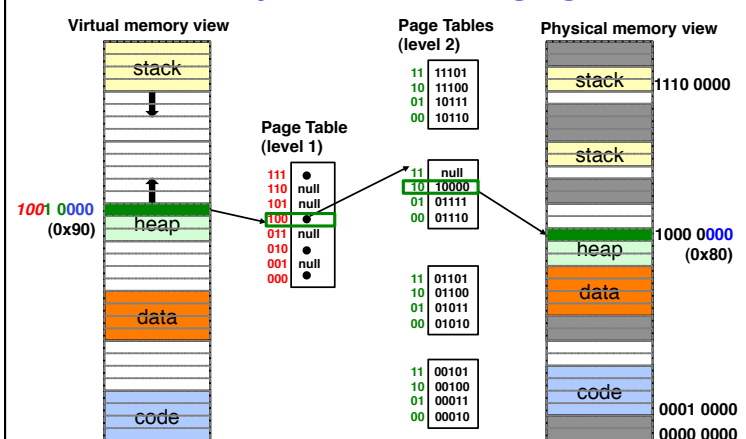 Virtual memory view
stack
1001 0000
(0x90)
heap
data
code
Page Table
(level 1)
111
110 null
101 null
100
011 null
010
001 null
000
Page Tables
(level 2)
11 11101
10 11100
01 10111
00 10110
11 null
10 10000
01 01111
00 01110
11 01101
10 01100
01 01011
00 01010
11 00101
10 00100
01 00011
00 00010
Physical memory view
stack
1110 0000
stack
1000 0000
(0x80)
heap
data
code
0001 0000
0000 0000